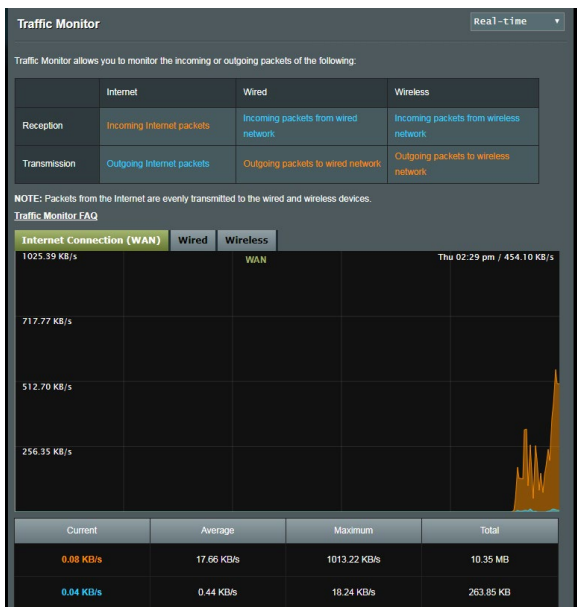 Traffic Monitor
Real-time
Traffic Monitor allows you to monitor the incoming or outgoing packets of the following:
Internet Wired Wireless
Reception Incoming Internet packets Incoming packets from wired network Incoming packets from wireless network
Transmission Outgoing Internet packets Outgoing packets to wired network Outgoing packets to wireless network
NOTE: Packets from the Internet are evenly transmitted to the wired and wireless devices.
Traffic Monitor FAQ
Internet Connection (WAN) Wired Wireless
1025.39 KB/s WAN Thu 02:29 pm / 454.10 KB/s
717.77 KB/s
512.70 KB/s
256.35 KB/s
Current Average Maximum Total
0.08 KB/s 17.66 KB/s 1013.22 KB/s 10.35 MB
0.04 KB/s 0.44 KB/s 18.24 KB/s 263.85 KB